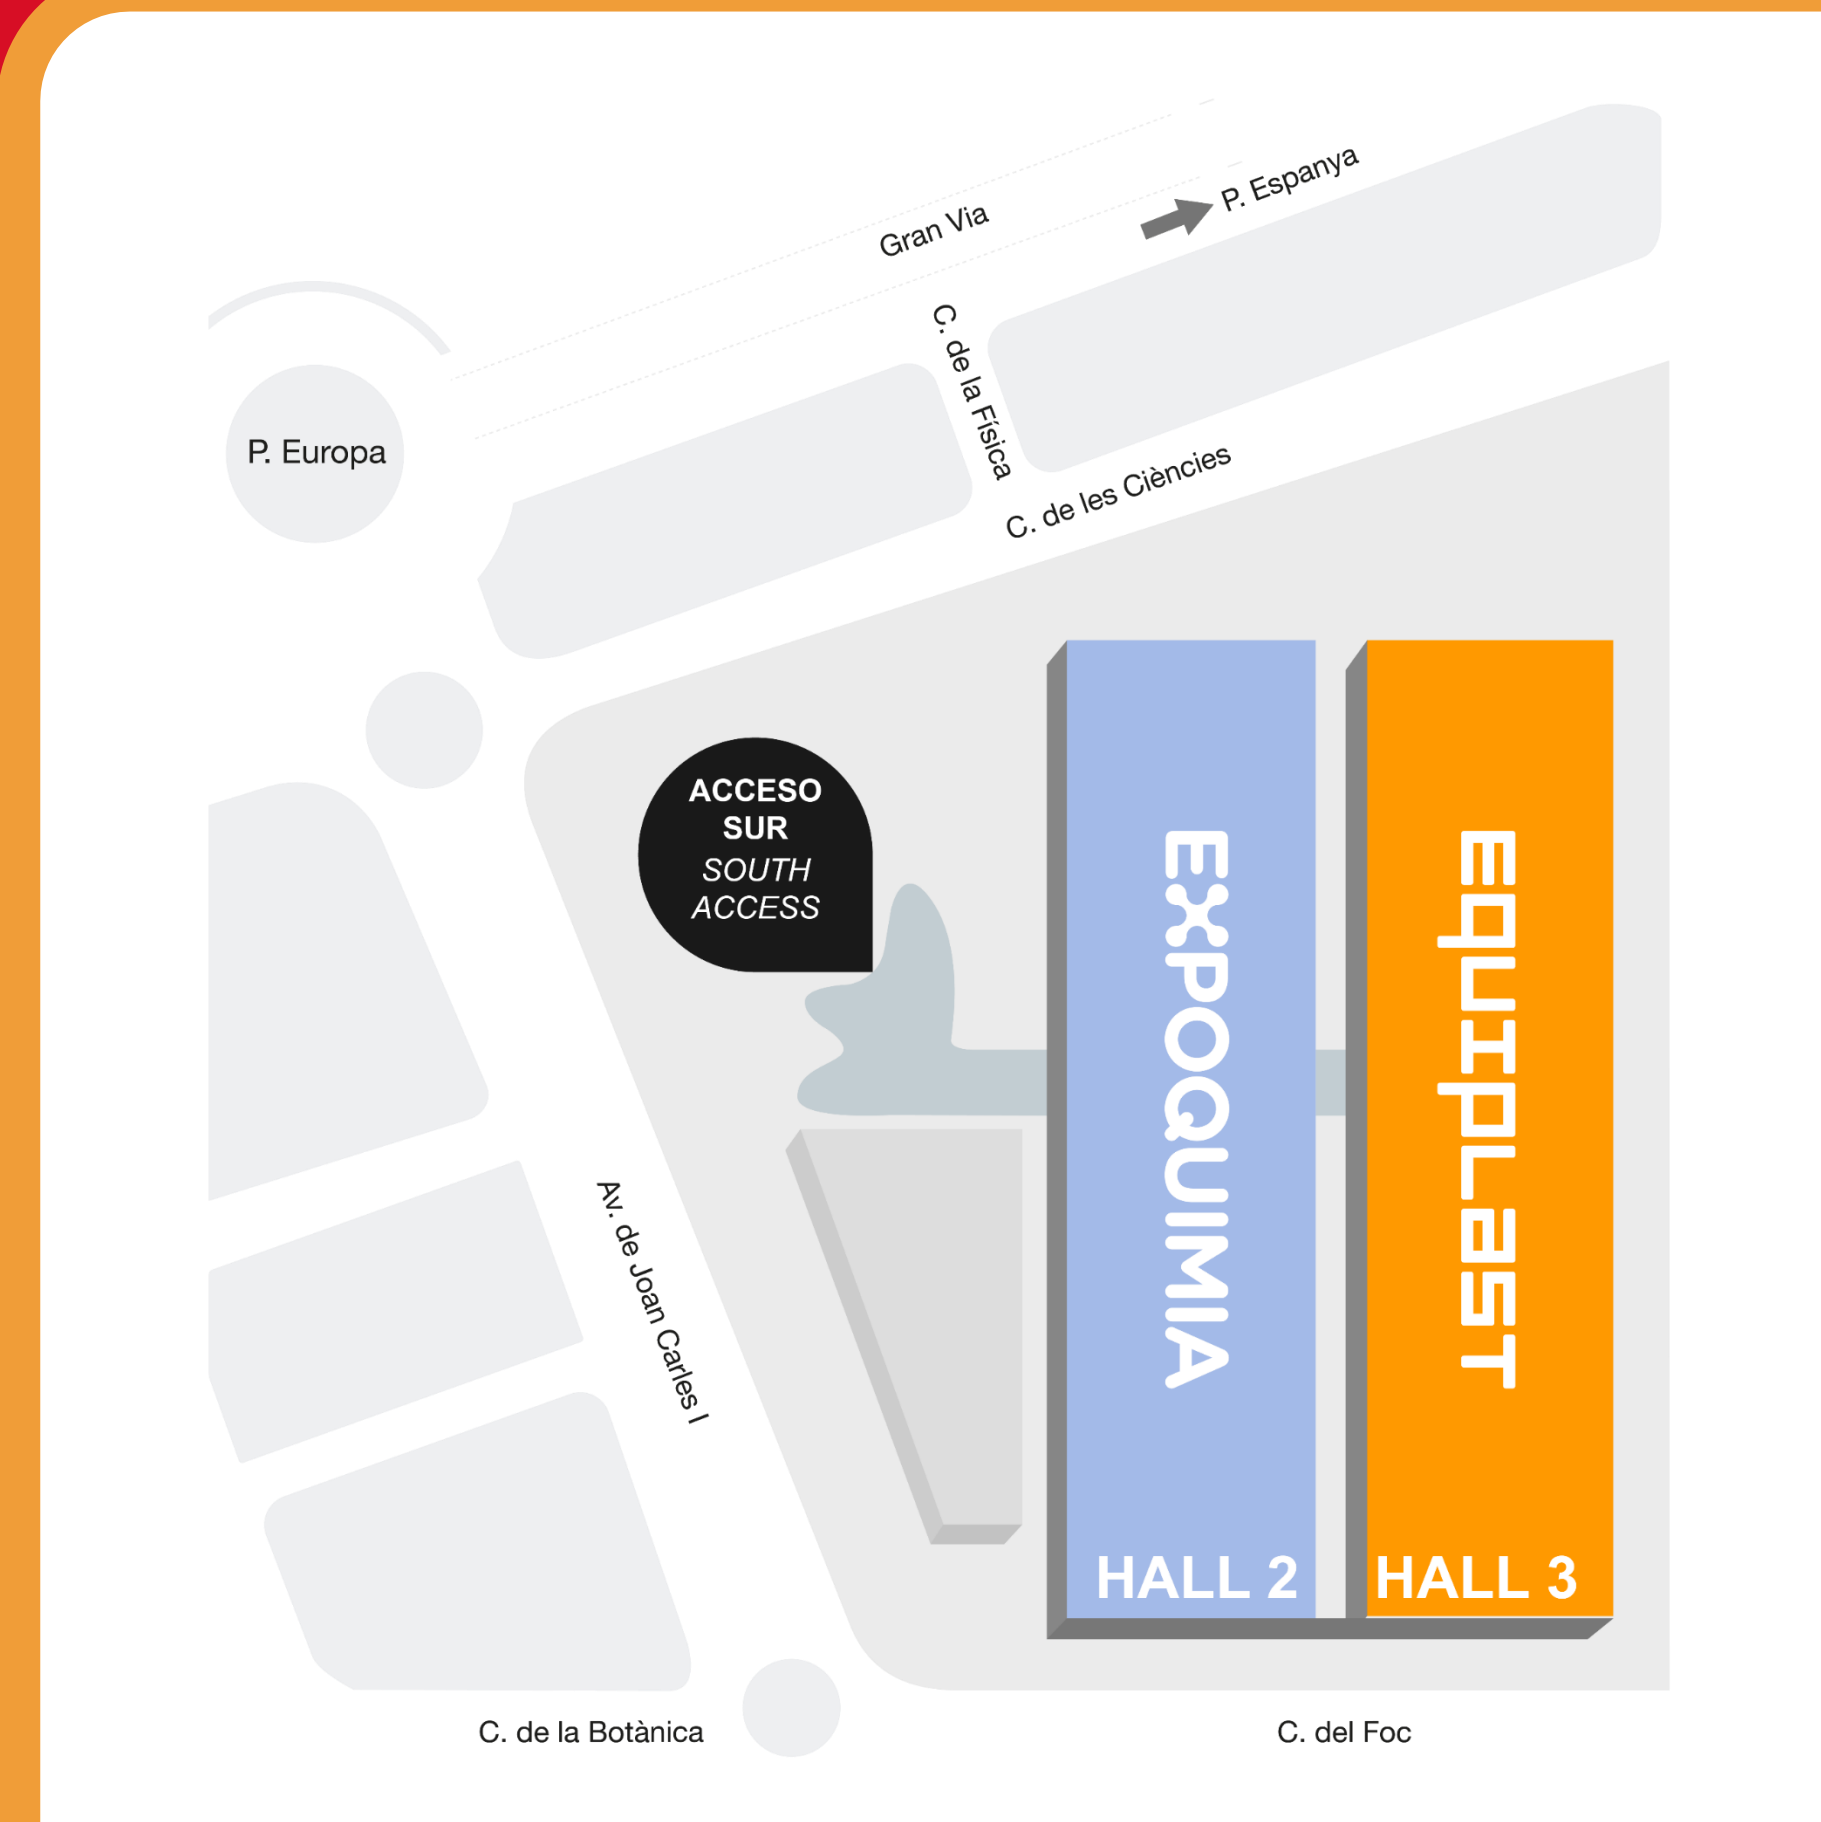 P. Espanya
Gran Via
C. de la Física
P. Europa
C. de les Ciències
ACCESO
SUR
SOUTH
ACCESS
EXPOQUIMIA
EQUIPLAST
Av. de Joan Carles I
HALL 2
HALL 3
C. de la Botànica
C. del Foc